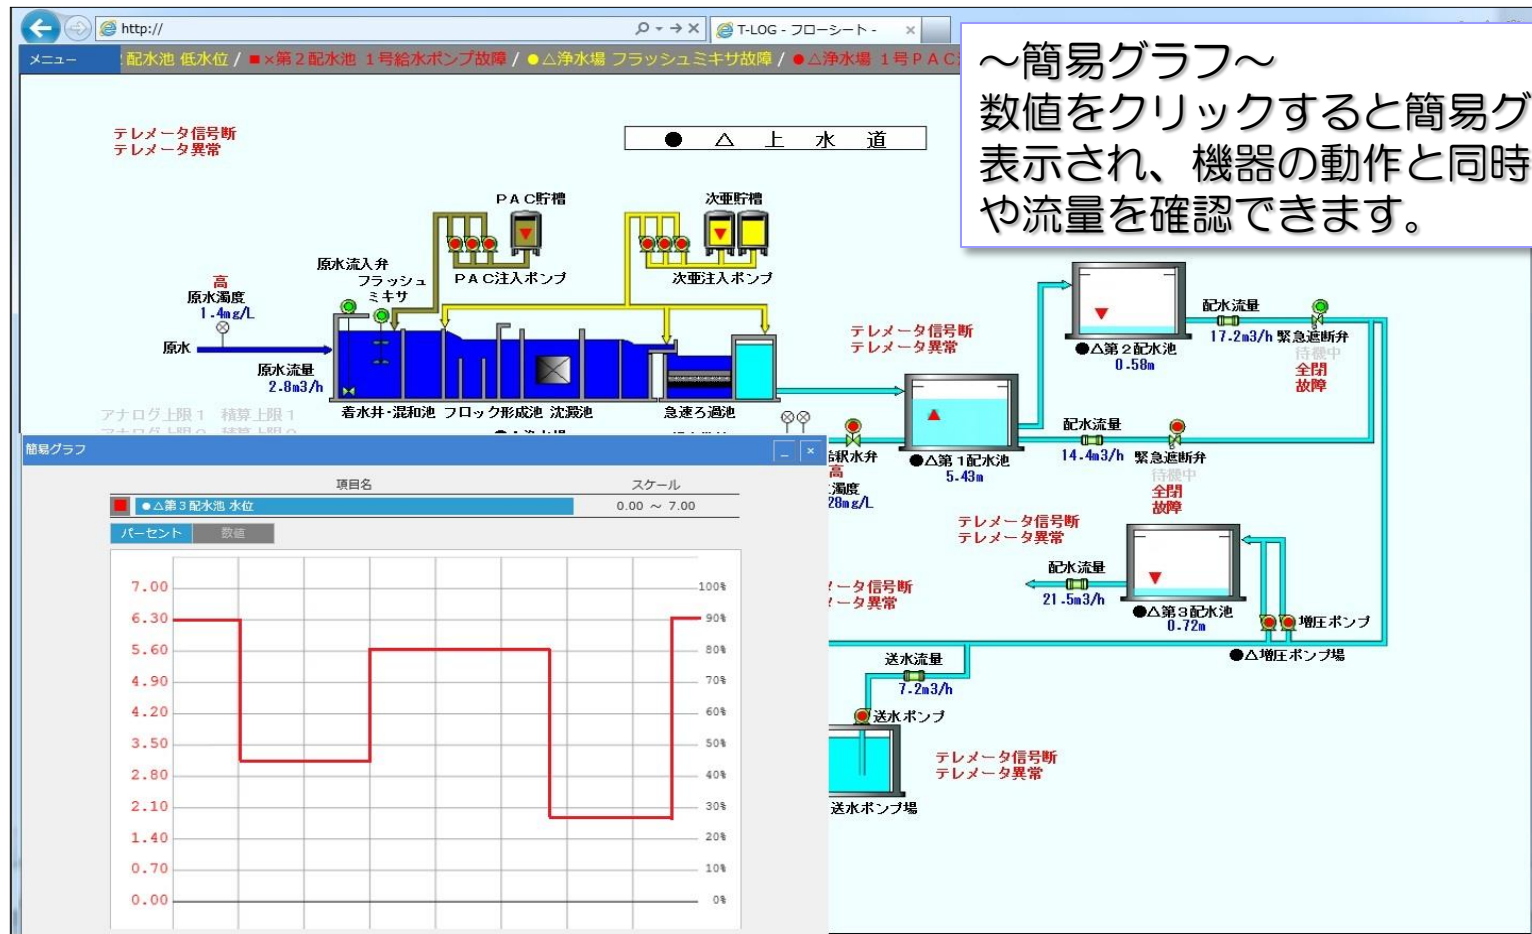 http://
T-LOG - フローシート -
メニュー
配水池 低水位 / ■×第２配水池 １号給水ポンプ故障 / ●△浄水場 フラッシュミキサ故障 / ●△浄水場 １号ＰＡＣ
～簡易グラフ～
数値をクリックすると簡易グ
表示され、機器の動作と同時
や流量を確認できます。
テレメータ信号断
テレメータ異常
●　△　上　水　道
ＰＡＣ貯槽
次亜貯槽
ＰＡＣ注入ポンプ
次亜注入ポンプ
原水流入弁
フラッシュ
ミキサ
高
原水濁度
1.4mg/L
原水
原水流量
2.8m3/h
着水井・混和池 フロック形成池 沈澱池
急速ろ過池
アナログ上限１ 積算上限１
テレメータ信号断
テレメータ異常
●△第２配水池
0.58m
配水流量
17.2m3/h
緊急遮断弁
待機中
全閉
故障
●△第１配水池
5.43m
配水流量
14.4m3/h
緊急遮断弁
待機中
全閉
故障
釈水弁
高
濁度
28mg/L
テレメータ信号断
テレメータ異常
配水流量
21.5m3/h
●△第３配水池
0.72m
増圧ポンプ
●△増圧ポンプ場
ータ信号断
ータ異常
送水流量
7.2m3/h
送水ポンプ
テレメータ信号断
テレメータ異常
送水ポンプ場
簡易グラフ
項目名
スケール
●△第３配水池 水位
0.00 ～ 7.00
パーセント
数値
7.00
100%
6.30
90%
5.60
80%
4.90
70%
4.20
60%
3.50
50%
2.80
40%
2.10
30%
1.40
20%
0.70
10%
0.00
0%